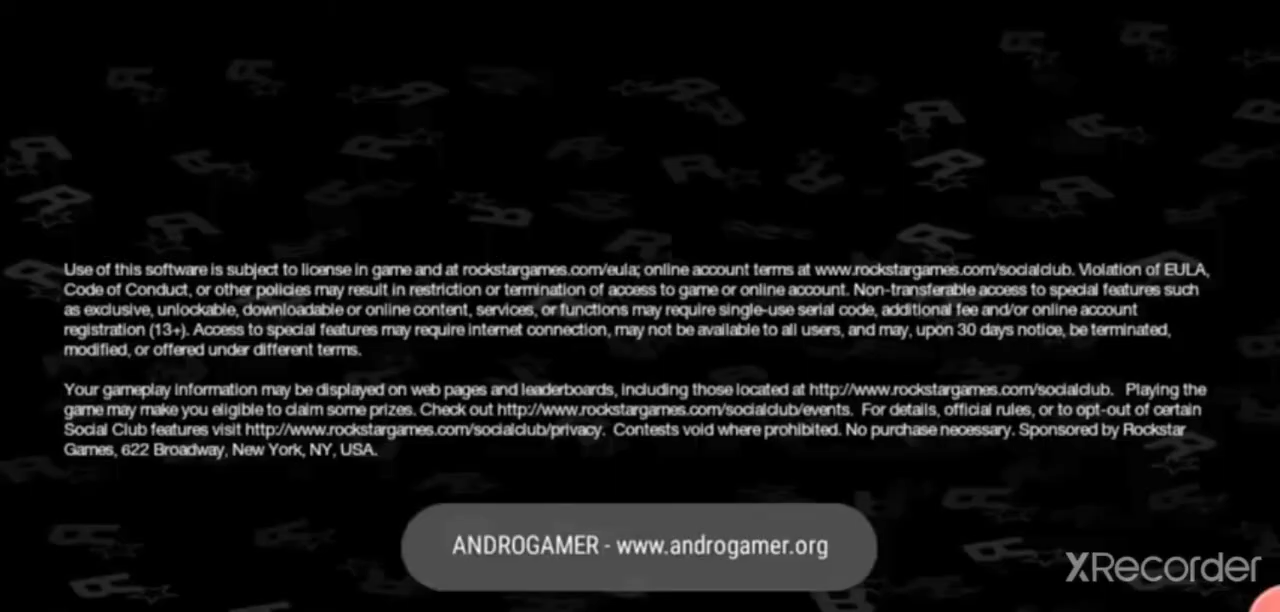 Use of this software is subject to license in game and at rockstargames.com/eula; online account terms at www.rockstargames.com/socialclub. Violation of EULA,
Code of Conduct, or other policies may result in restriction or termination of access to game or online account. Non-transferable access to special features such
as exclusive, unlockable, downloadable or online content, services, or functions may require single-use serial code, additional fee and/or online account
registration (13+). Access to special features may require internet connection, may not be available to all users, and may, upon 30 days notice, be terminated,
modified, or offered under different terms.
Your gameplay information may be displayed on web pages and leaderboards, including those located at http://www.rockstargames.com/socialclub. Playing the
game may make you eligible to claim some prizes. Check out http://www.rockstargames.com/socialclub/events. For details, official rules, or to opt-out of certain
Social Club features visit http://www.rockstargames.com/socialclub/privacy. Contests void where prohibited. No purchase necessary. Sponsored by Rockstar
Games, 622 Broadway, New York, NY, USA.
ANDROGAMER - www.androgamer.org
XRecorder